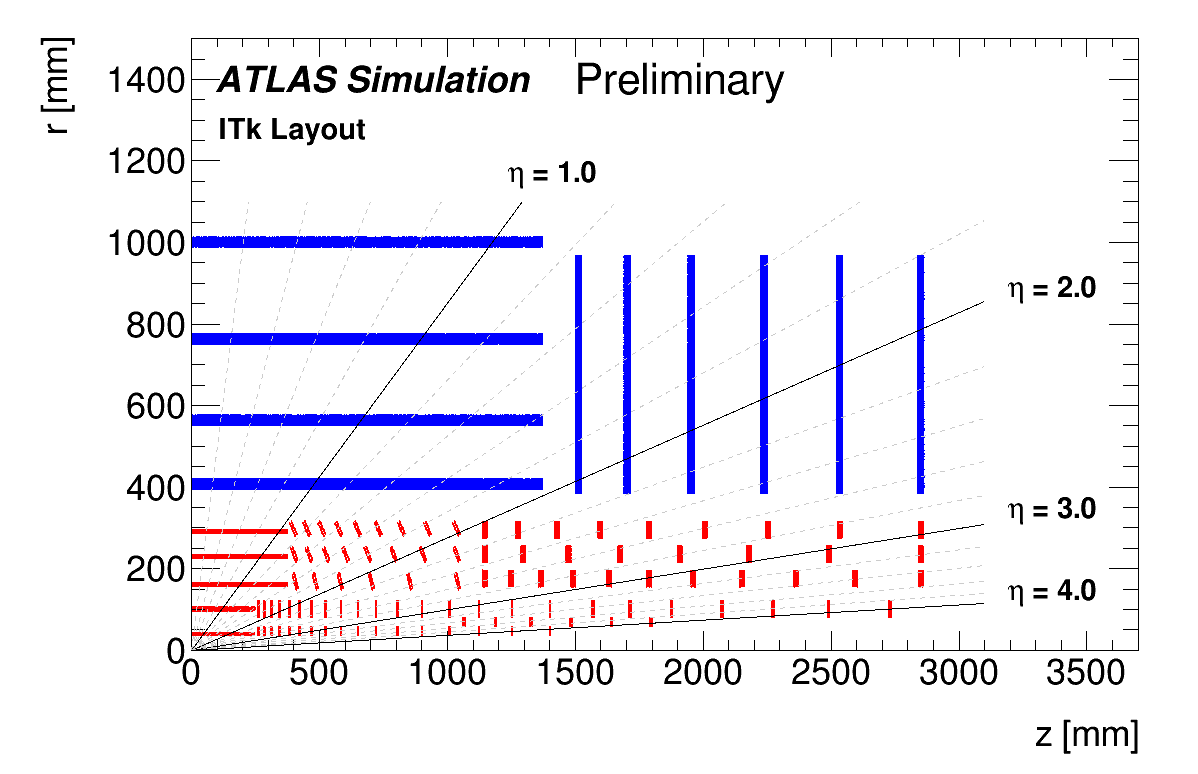 r [mm]
ATLAS Simulation Preliminary
ITk Layout
η = 1.0
η = 2.0
η = 3.0
η = 4.0
1400
1200
1000
800
600
400
200
0
0 500 1000 1500 2000 2500 3000 3500
z [mm]